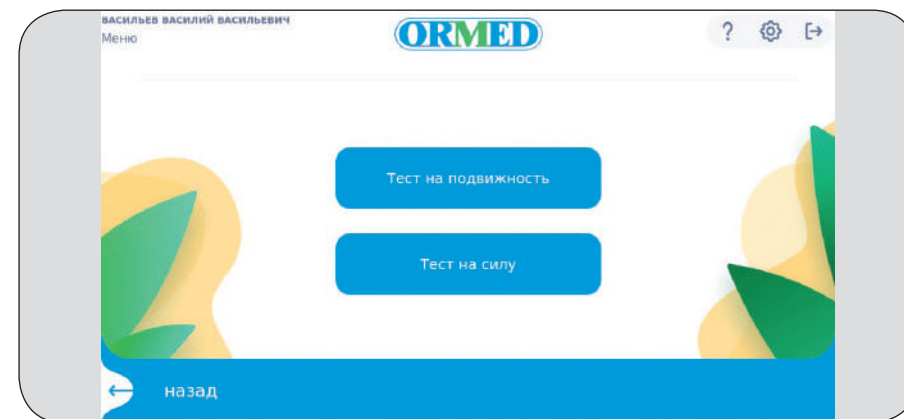 ВАСИЛЬЕВ ВАСИЛИЙ ВАСИЛЬЕВИЧ
Меню
ORMED
?
Тест на подвижность
Тест на силу
← назад